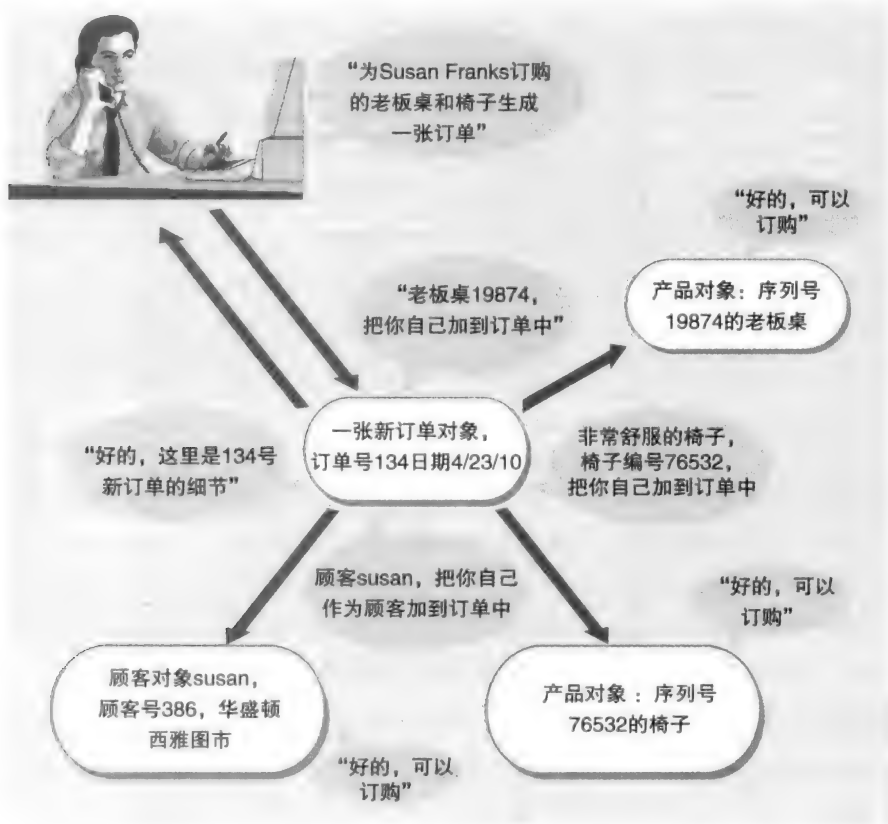 “为Susan Franks订购
的老板桌和椅子生成
一张订单”
“好的，可以
订购”
“老板桌19874，
把你自己加到订单中”
产品对象：序列号
19874的老板桌
一张新订单对象，
订单号134日期4/23/10
“好的，这里是134号
新订单的细节”
非常舒服的椅子，
椅子编号76532，
把你自己加到订单中
顾客susan，把你自己
作为顾客加到订单中
“好的，可以
订购”
顾客对象susan，
顾客号386，华盛顿
西雅图市
产品对象：序列号
76532的椅子
“好的，可以
订购”